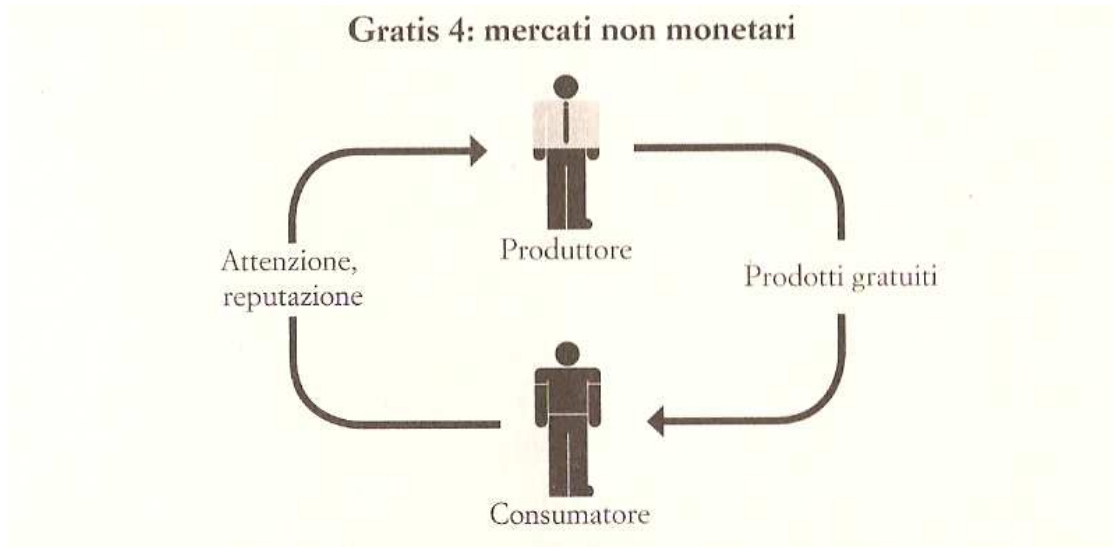 Gratis 4: mercati non monetari
Produttore
Attenzione,
reputazione
Prodotti gratuiti
Consumatore